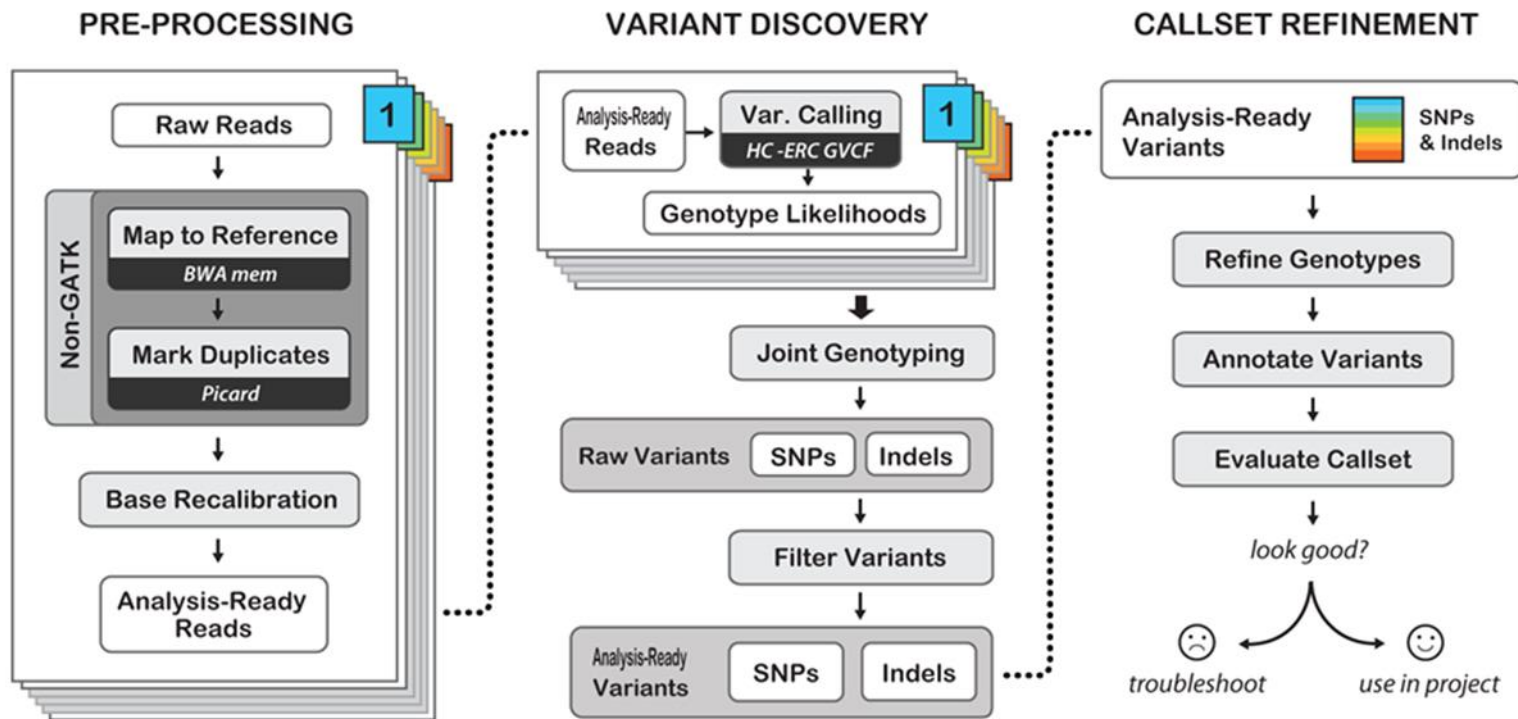 PRE-PROCESSING
1
Raw Reads
Non-GATK
Map to Reference
BWA mem
Mark Duplicates
Picard
Base Recalibration
Analysis-Ready
Reads
VARIANT DISCOVERY
1
Analysis-Ready
Reads
Var. Calling
HC -ERC GVCF
Genotype Likelihoods
Joint Genotyping
Raw Variants
SNPs
Indels
Filter Variants
Analysis-Ready
Variants
SNPs
Indels
CALLSET REFINEMENT
Analysis-Ready
Variants
SNPs
& Indels
Refine Genotypes
Annotate Variants
Evaluate Callset
look good?
troubleshoot
use in project